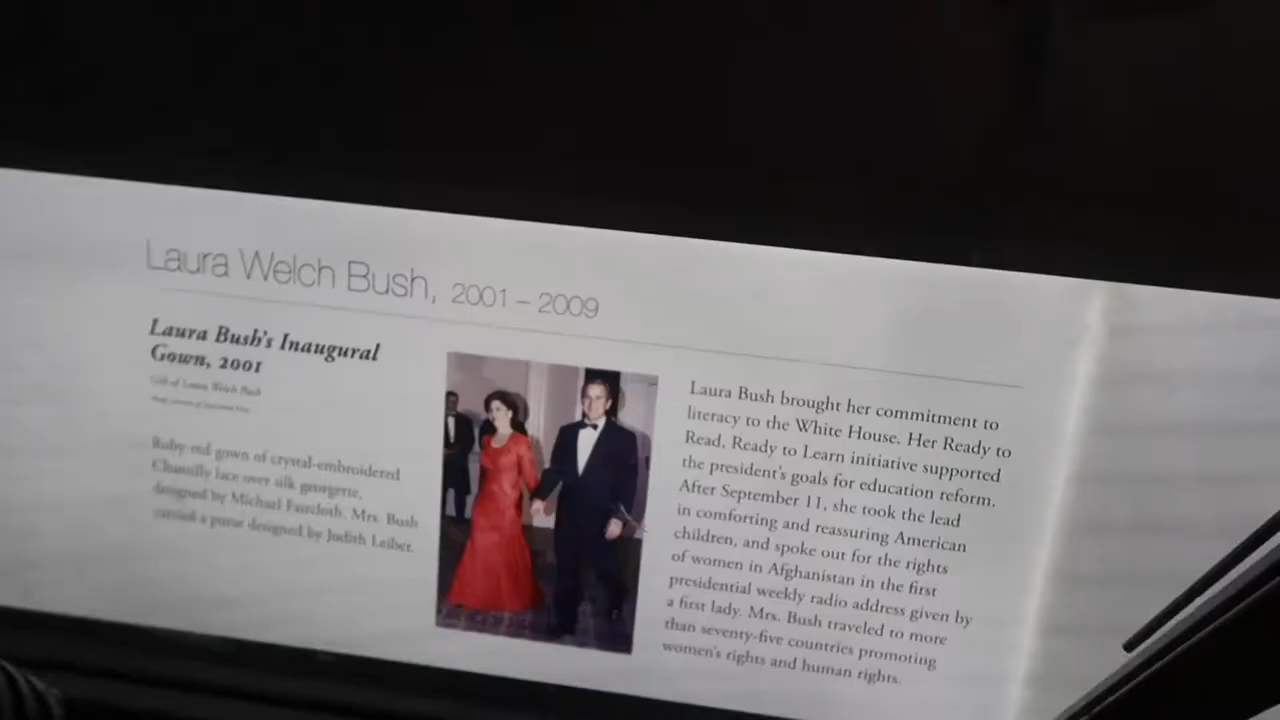 Laura Welch Bush, 2001 – 2009
Laura Bush's Inaugural
Gown, 2001
Gift of Laura Welch Bush
Ruby red gown of crystal-embroidered
Chantilly lace over silk georgette,
designed by Michael Faircloth. Mrs. Bush
carried a purse designed by Judith Leiber.
Laura Bush brought her commitment to
literacy to the White House. Her Ready to
Read, Ready to Learn initiative supported
the president's goals for education reform.
After September 11, she took the lead
in comforting and reassuring American
children, and spoke out for the rights
of women in Afghanistan in the first
presidential weekly radio address given by
a first lady. Mrs. Bush traveled to more
than seventy-five countries promoting
women's rights and human rights.